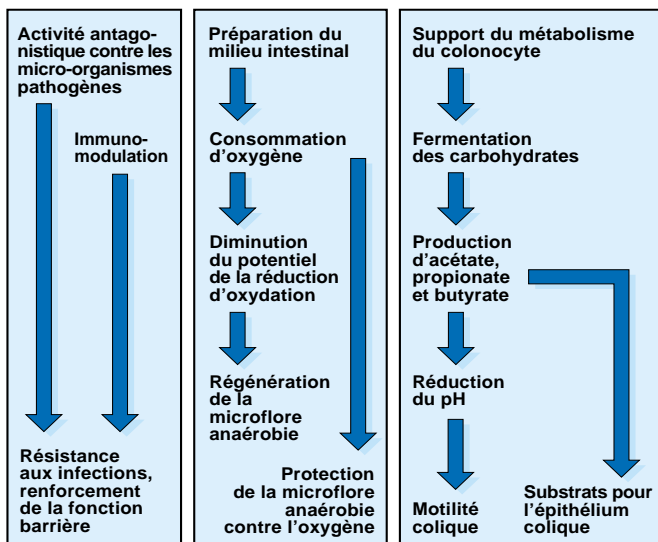 Activité antago-
nistique contre les
micro-organismes
pathogènes
Immuno-
modulation
Résistance
aux infections,
renforcement
de la fonction
barrière
Préparation du
milieu intestinal
Consommation
d'oxygène
Diminution
du potentiel
de la réduction
d'oxydation
Régénération
de la
microflore
anaérobie
Protection
de la microflore
anaérobie
contre l'oxygène
Support du métabolisme
du colonocyte
Fermentation
des carbohydrates
Production
d'acétate,
propionate
et butyrate
Réduction
du pH
Motilité
colique
Substrats pour
l'épithélium
colique